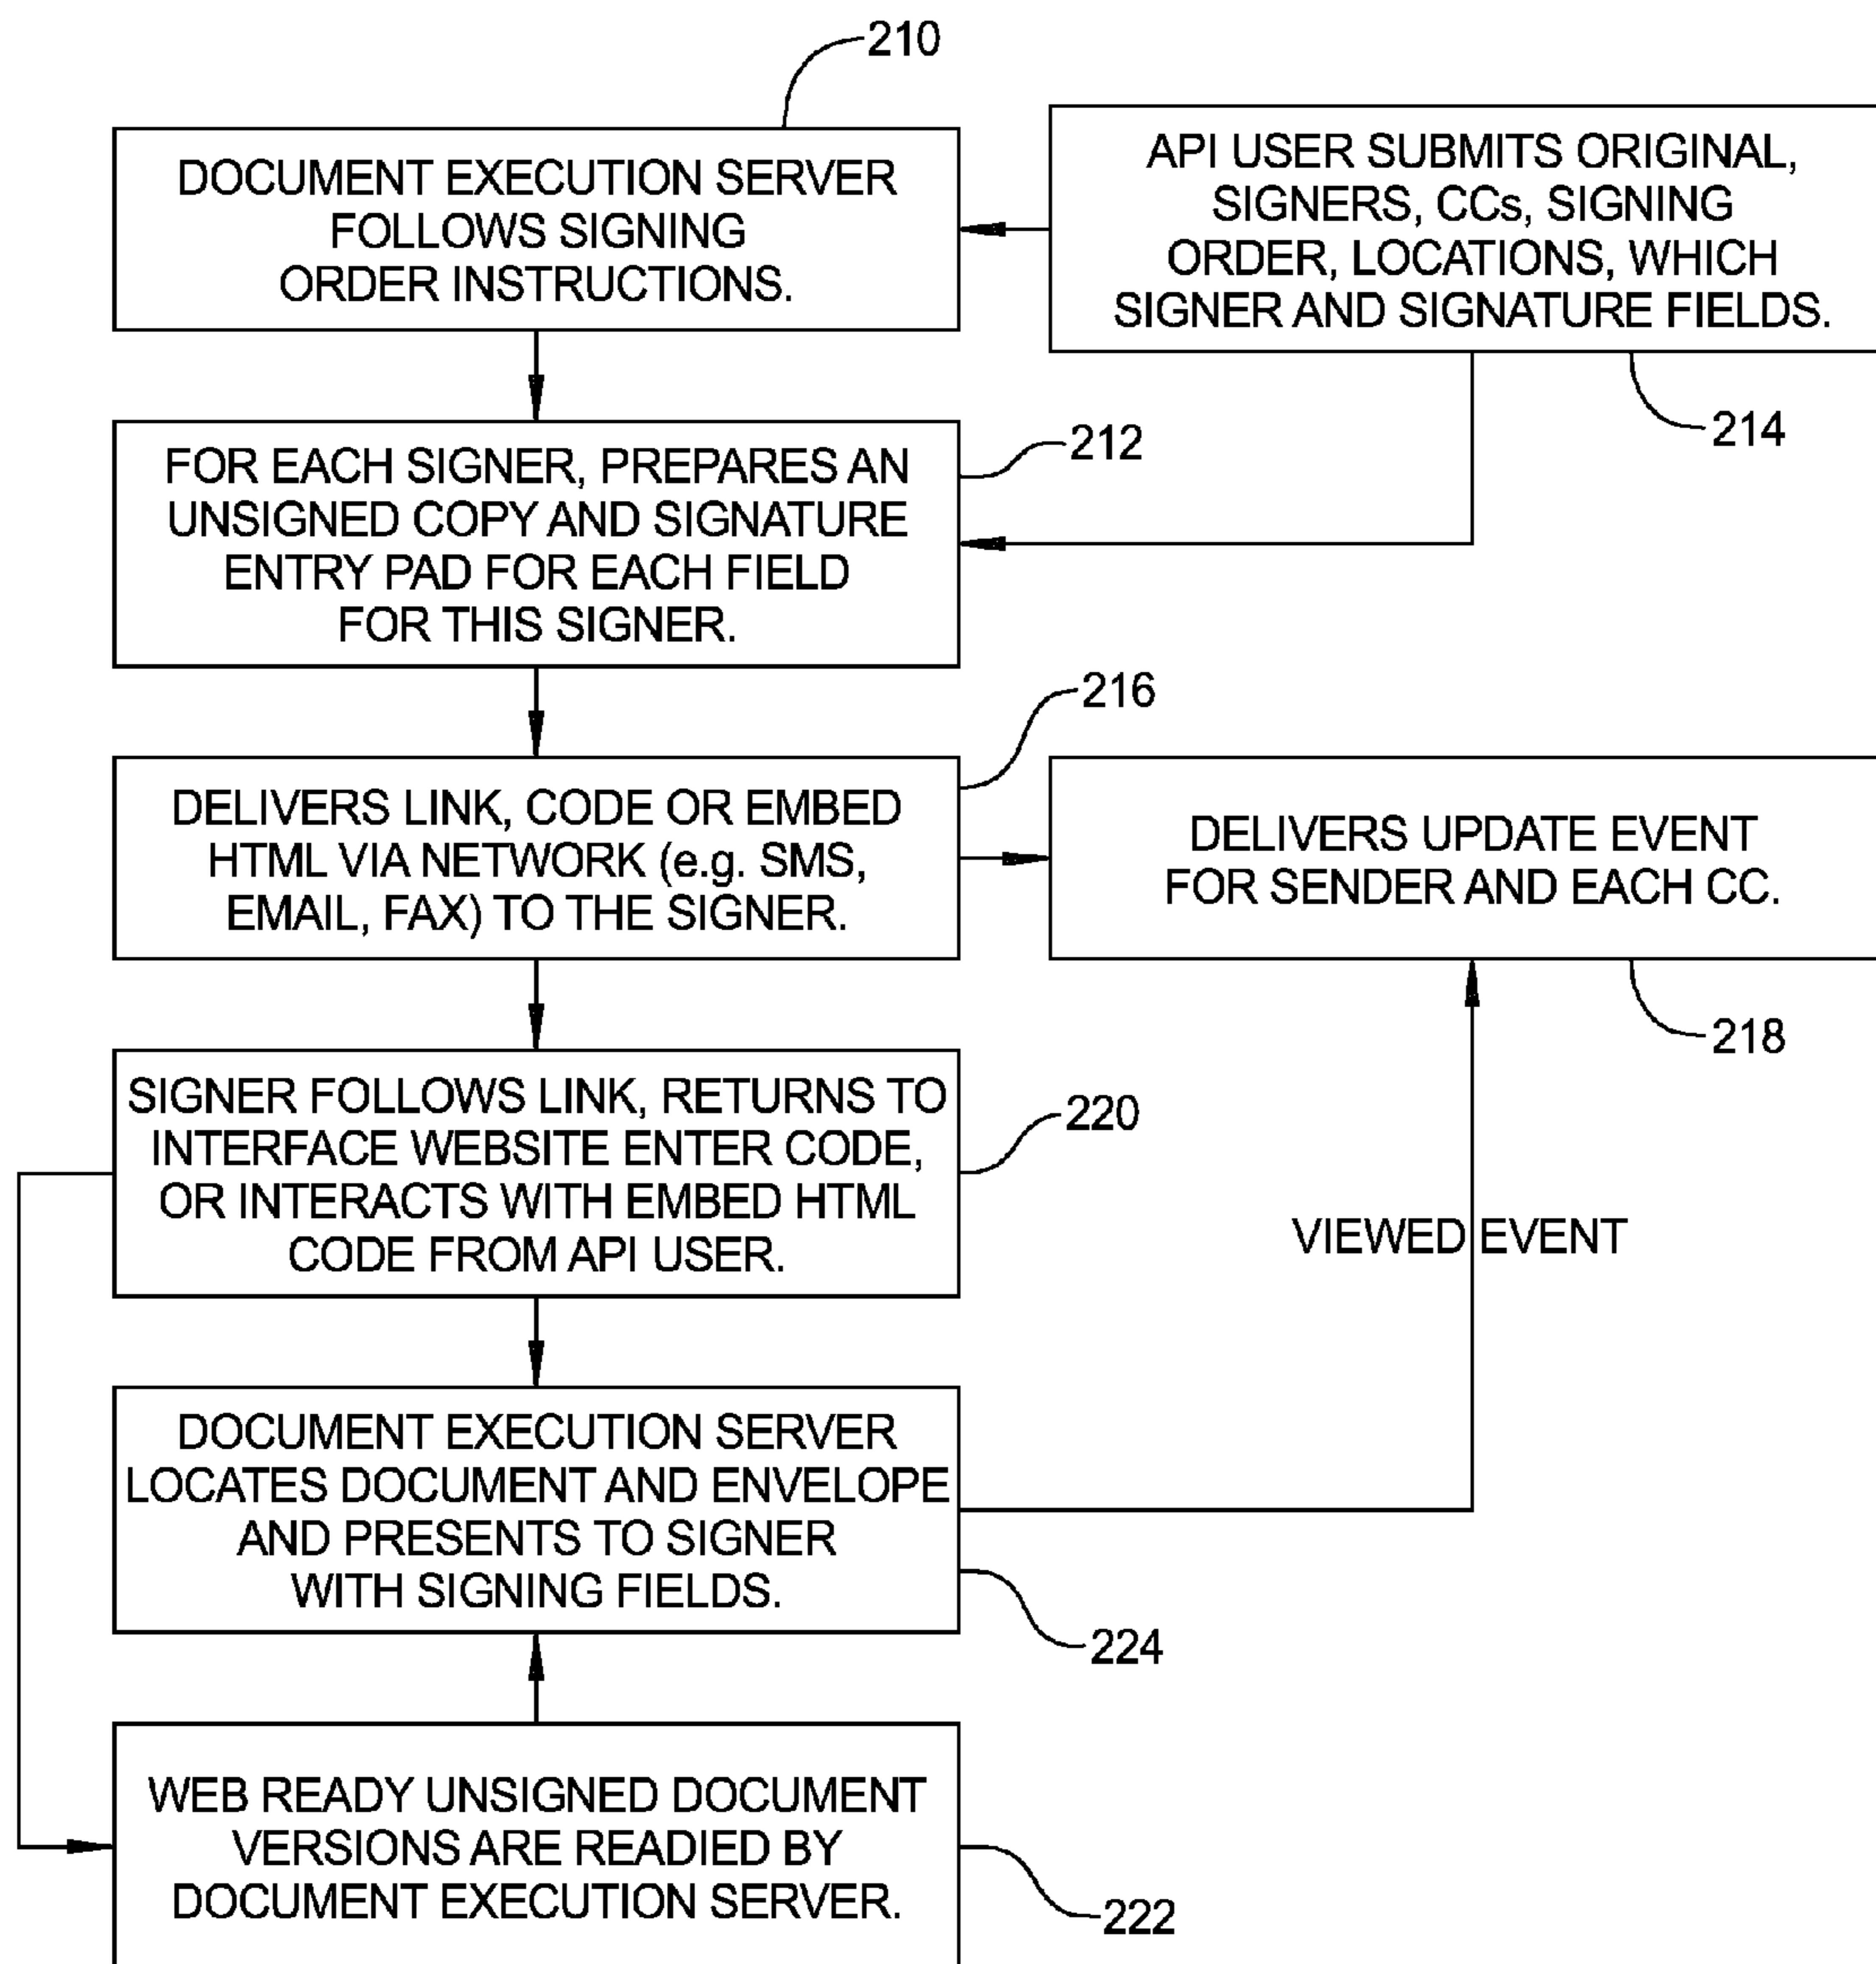 210
DOCUMENT EXECUTION SERVER
FOLLOWS SIGNING
ORDER INSTRUCTIONS.
API USER SUBMITS ORIGINAL,
SIGNERS, CCs, SIGNING
ORDER, LOCATIONS, WHICH
SIGNER AND SIGNATURE FIELDS.
214
FOR EACH SIGNER, PREPARES AN
UNSIGNED COPY AND SIGNATURE
ENTRY PAD FOR EACH FIELD
FOR THIS SIGNER.
212
216
DELIVERS LINK, CODE OR EMBED
HTML VIA NETWORK (e.g. SMS,
EMAIL, FAX) TO THE SIGNER.
DELIVERS UPDATE EVENT
FOR SENDER AND EACH CC.
218
SIGNER FOLLOWS LINK, RETURNS TO
INTERFACE WEBSITE ENTER CODE,
OR INTERACTS WITH EMBED HTML
CODE FROM API USER.
220
VIEWED EVENT
DOCUMENT EXECUTION SERVER
LOCATES DOCUMENT AND ENVELOPE
AND PRESENTS TO SIGNER
WITH SIGNING FIELDS.
224
WEB READY UNSIGNED DOCUMENT
VERSIONS ARE READIED BY
DOCUMENT EXECUTION SERVER.
222